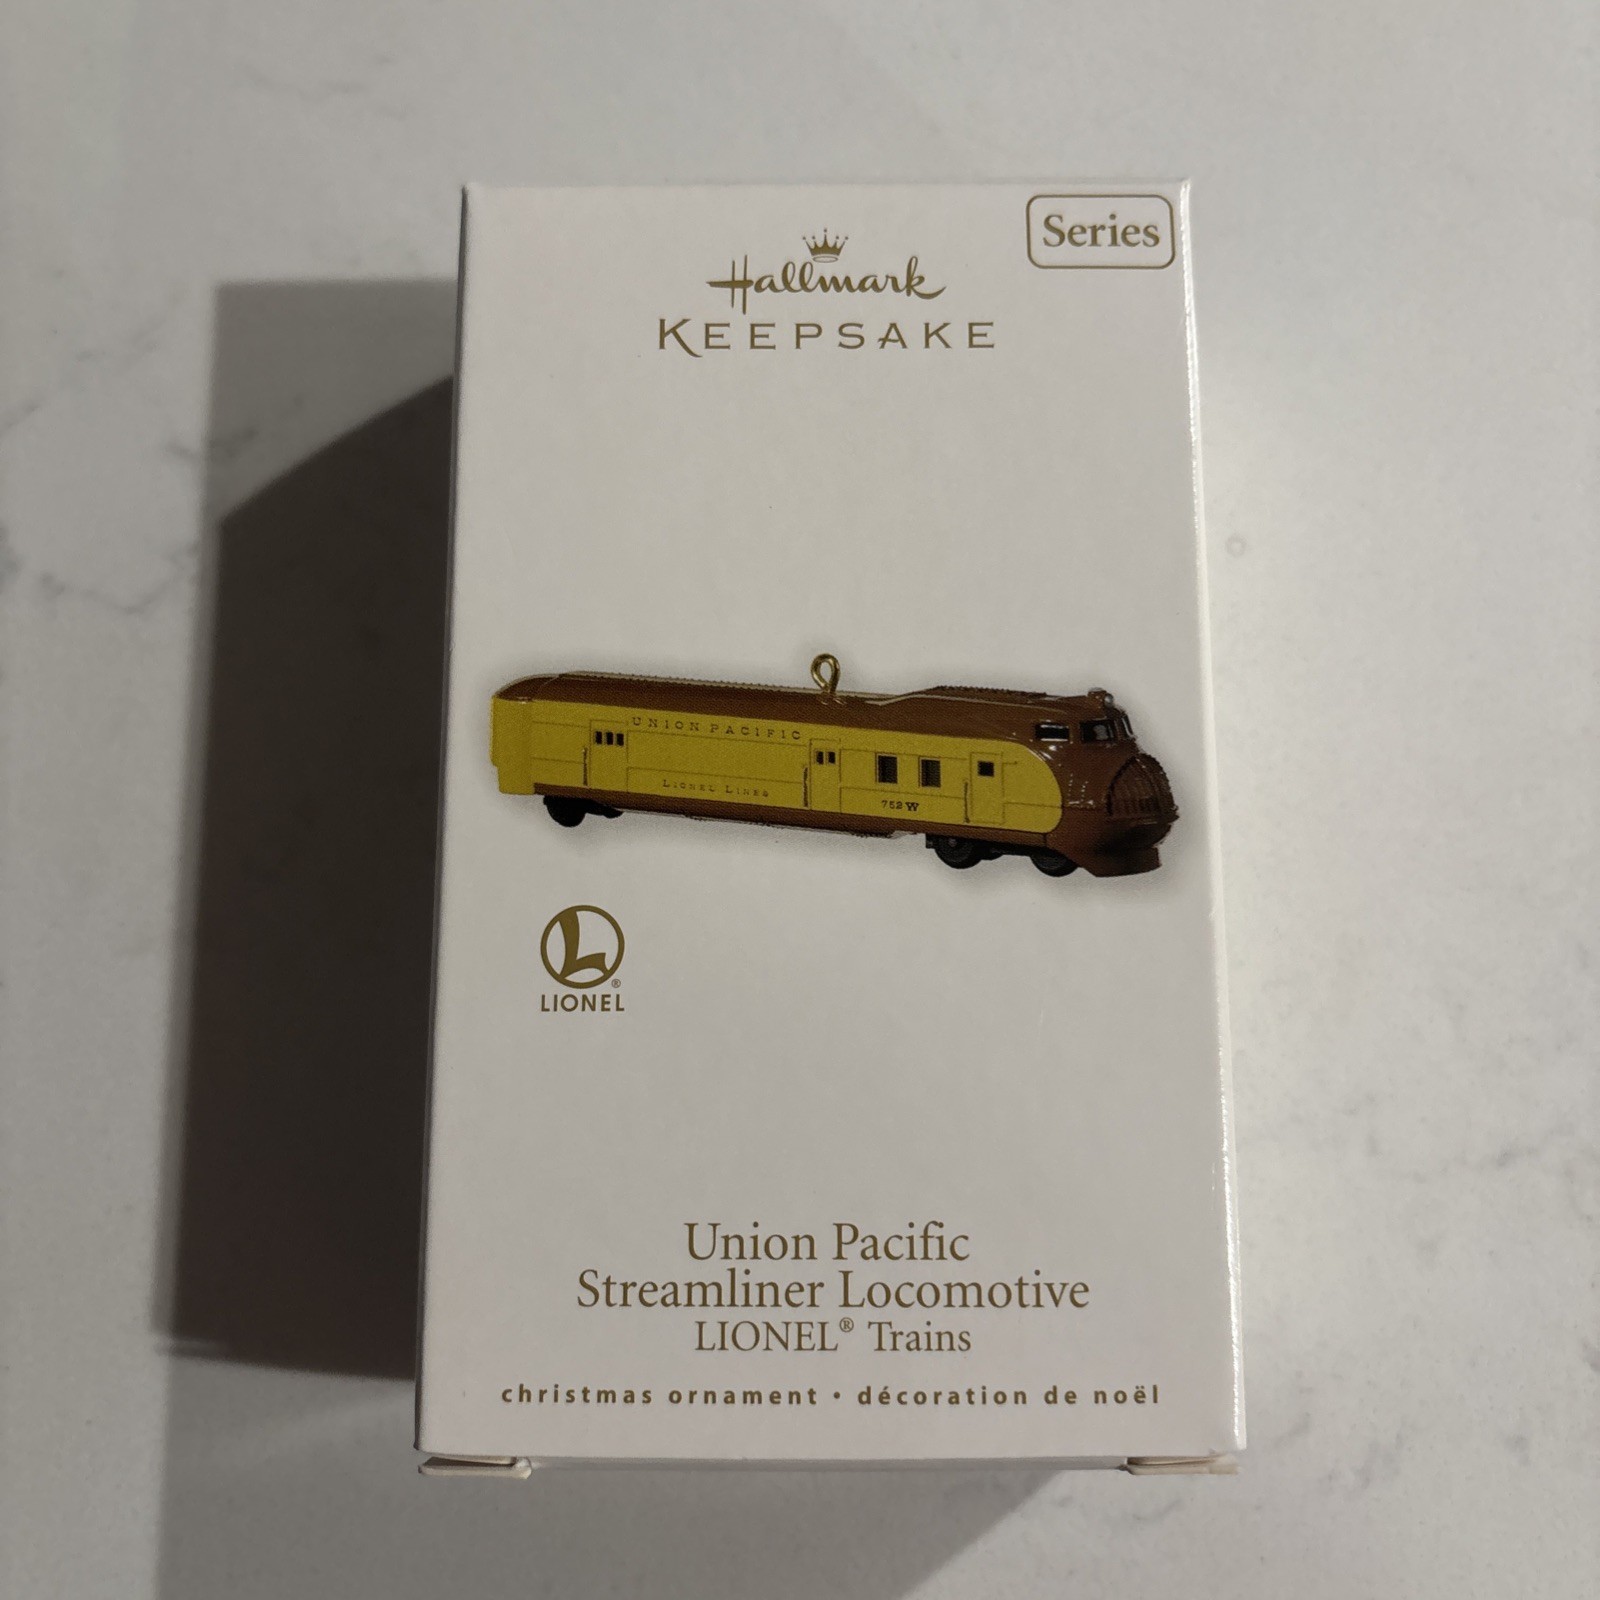 Series
Hallmark
KEEPSAKE
UNION PACIFIC
LIONEL LINES
752W
L
®
LIONEL
Union Pacific
Streamliner Locomotive
LIONEL® Trains
christmas ornament • décoration de noël